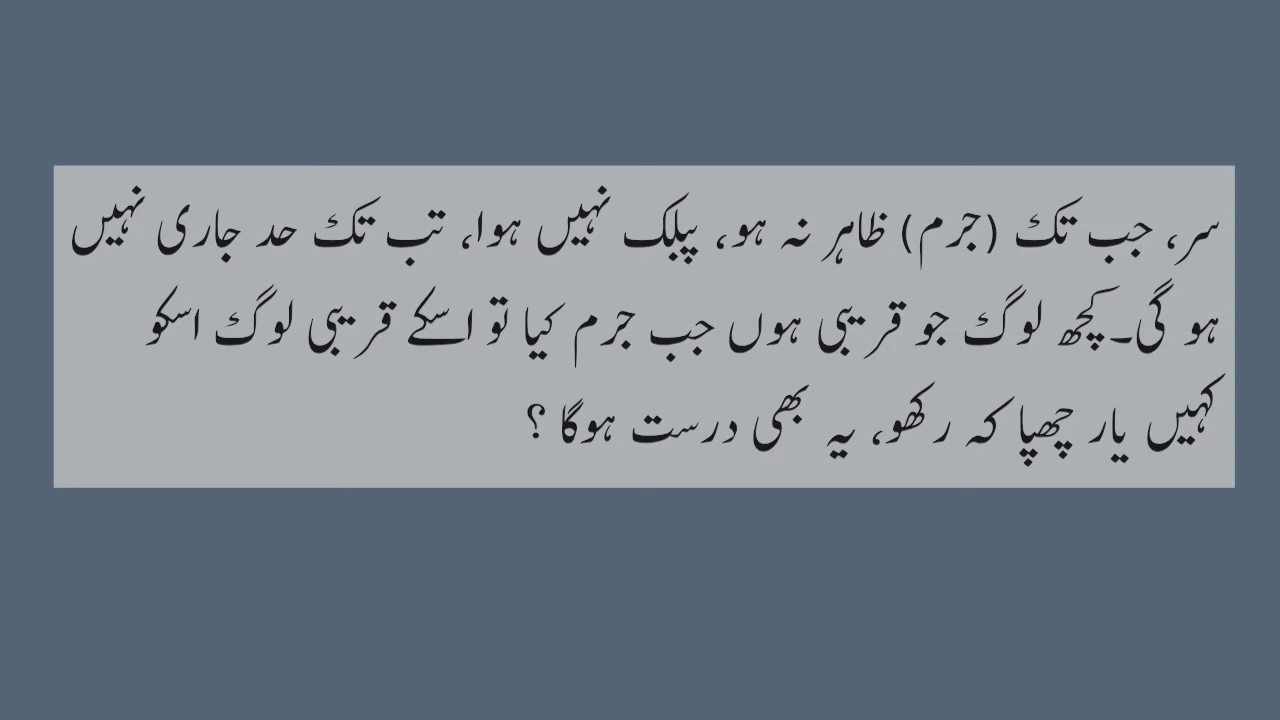 سر، جب تک (جرم) ظاہر نہ ہو، پبلک نہیں ہوا، تب تک حد جاری نہیں
ہو گی۔ کچھ لوگ جو قریبی ہوں جب جرم کیا تو اسکے قریبی لوگ اسکو
کہیں یار چھپا کہ رکھو، یہ بھی درست ہوگا ؟